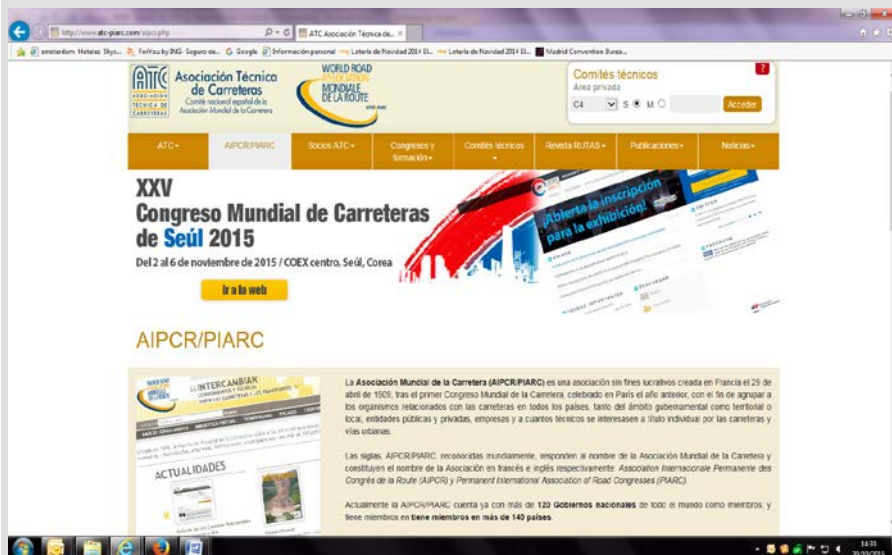 http://www.atc-piarc.com/aipcr.php
ATC Asociación Técnica de...
amsterdam Hoteles Skys...
ForYou by ING- Seguro de...
Google
Información personal
Lotería de Navidad 2014 El...
Lotería de Navidad 2014 El...
Madrid Convention Burea...
ATC
ASOCIACIÓN
TÉCNICA DE
CARRETERAS
Asociación Técnica
de Carreteras
Comité nacional español de la
Asociación Mundial de la Carretera
WORLD ROAD
ASSOCIATION
MONDIALE
DE LA ROUTE
Comités técnicos
Área privada
?
C4 S M Acceder
ATC
AIPCR/PIARC
Socios ATC
Congresos y
formación
Comités técnicos
Revista RUTAS
Publicaciones
Noticias
XXV
Congreso Mundial de Carreteras
de Seúl 2015
Del 2 al 6 de noviembre de 2015 / COEX centro, Seúl, Corea
Ir a la web
¡Abierta la inscripción
para la exhibición!
AIPCR/PIARC
INTERCAMBIAR
ACTUALIDADES
La Asociación Mundial de la Carretera (AIPCR/PIARC) es una asociación sin fines lucrativos creada en Francia el 29 de
abril de 1909, tras el primer Congreso Mundial de la Carretera, celebrado en París el año anterior, con el fin de agrupar a
los organismos relacionados con las carreteras en todos los países, tanto del ámbito gubernamental como territorial o
local, entidades públicas y privadas, empresas y a cuantos técnicos se interesasen a título individual por las carreteras y
vías urbanas.
Las siglas, AIPCR/PIARC, reconocidas mundialmente, responden al nombre de la Asociación Mundial de la Carretera y
constituyen el nombre de la Asociación en francés e inglés respectivamente: Association Internacionale Permanente des
Congrès de la Route (AIPCR) y Permanent International Association of Road Congresses (PIARC).
Actualmente la AIPCR/PIARC cuenta ya con más de 120 Gobiernos nacionales de todo el mundo como miembros, y
tiene miembros en tiene miembros en más de 140 países.
14:33